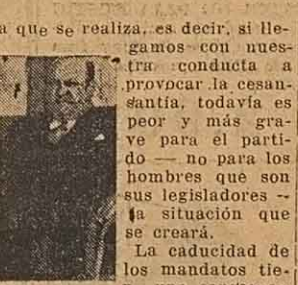 a que se realiza, es decir, si lle-
gamos con nues-
tra conducta a
provocar la cesan-
santía, todavía es
peor y más gra-
ve para el parti-
do — no para los
hombres que son
sus legisladores --
la situación que
se creará.
La caducidad de
los mandatos tie-